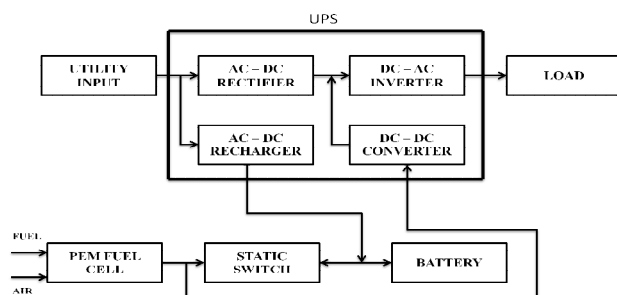 UPS
UTILITY
INPUT
AC – DC
RECTIFIER
DC – AC
INVERTER
LOAD
AC – DC
RECHARGER
DC – DC
CONVERTER
FUEL
PEM FUEL
CELL
STATIC
SWITCH
BATTERY
AIR